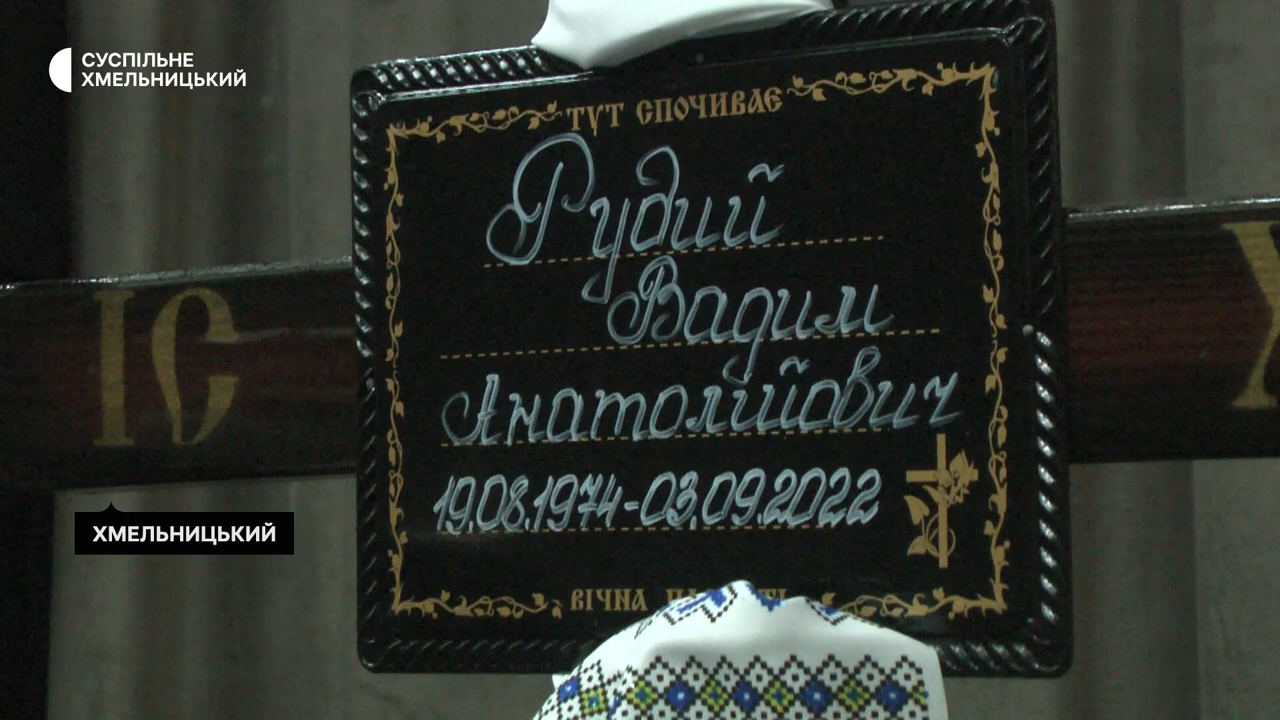 СУСПІЛЬНЕ
ХМЕЛЬНИЦЬКИЙ
ТУТ СПОЧИВАЄ
Рудий
Вадим
Анатолійович
19.08.1974-03.09.2022
ВІЧНА
ІС
Х
ХМЕЛЬНИЦЬКИЙ